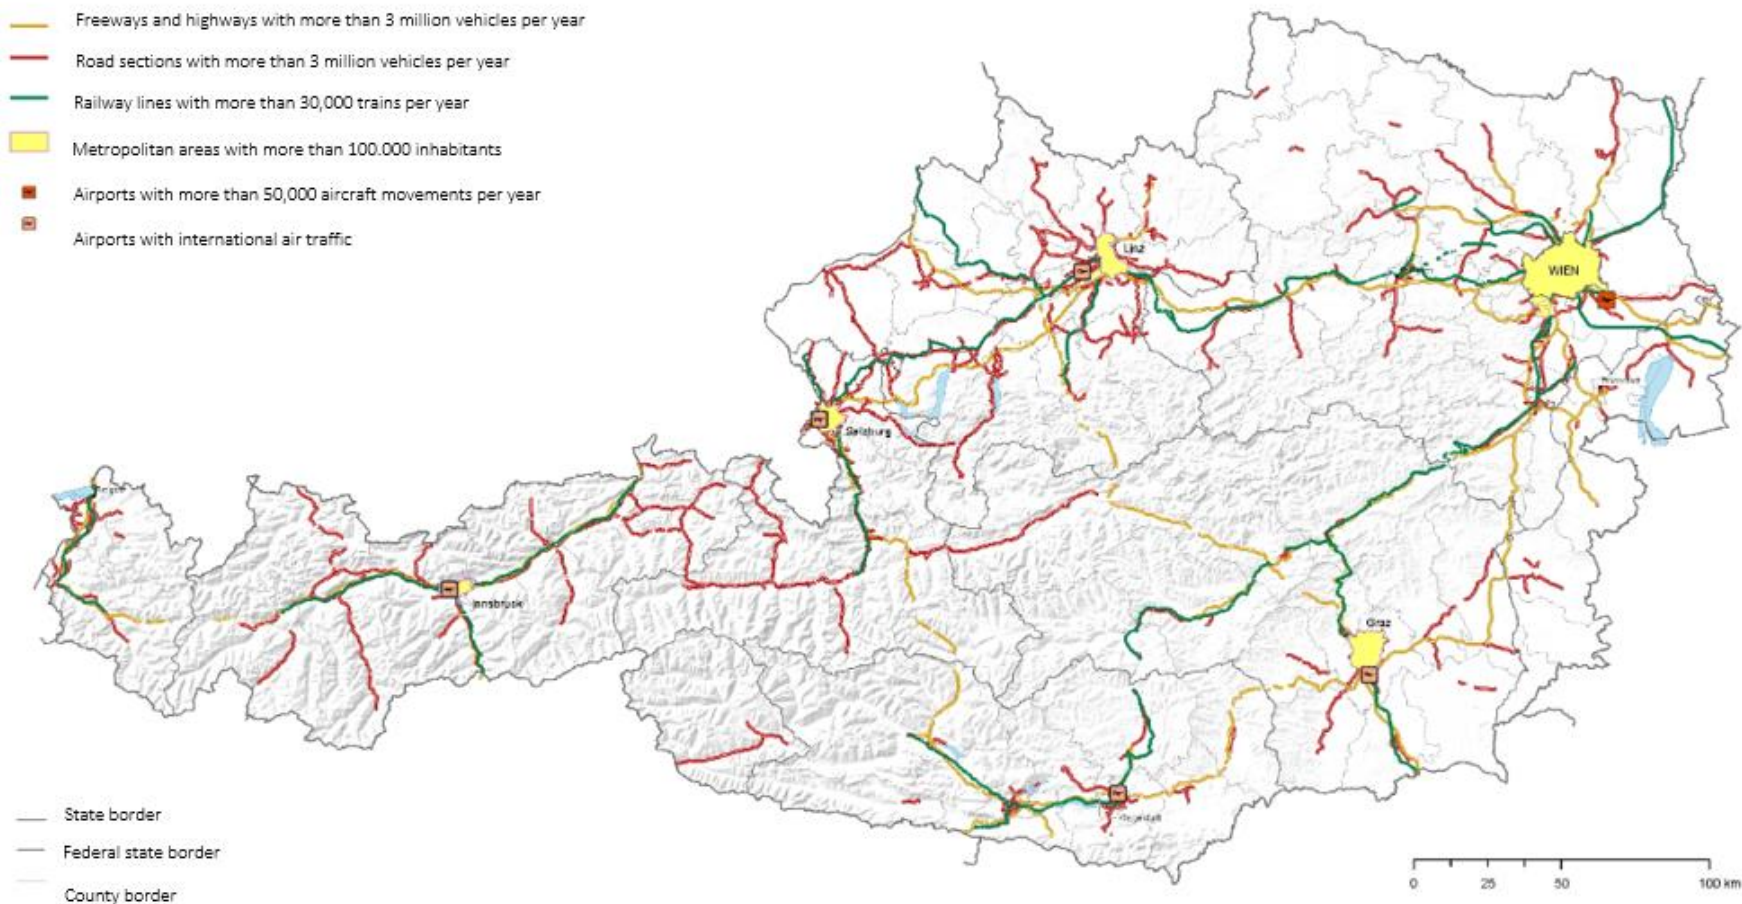 Freeways and highways with more than 3 million vehicles per year
Road sections with more than 3 million vehicles per year
Railway lines with more than 30,000 trains per year
Metropolitan areas with more than 100.000 inhabitants
Airports with more than 50,000 aircraft movements per year
Airports with international air traffic
Linz
WIEN
Salzburg
Innsbruck
Graz
State border
Federal state border
County border
0 25 50 100 km